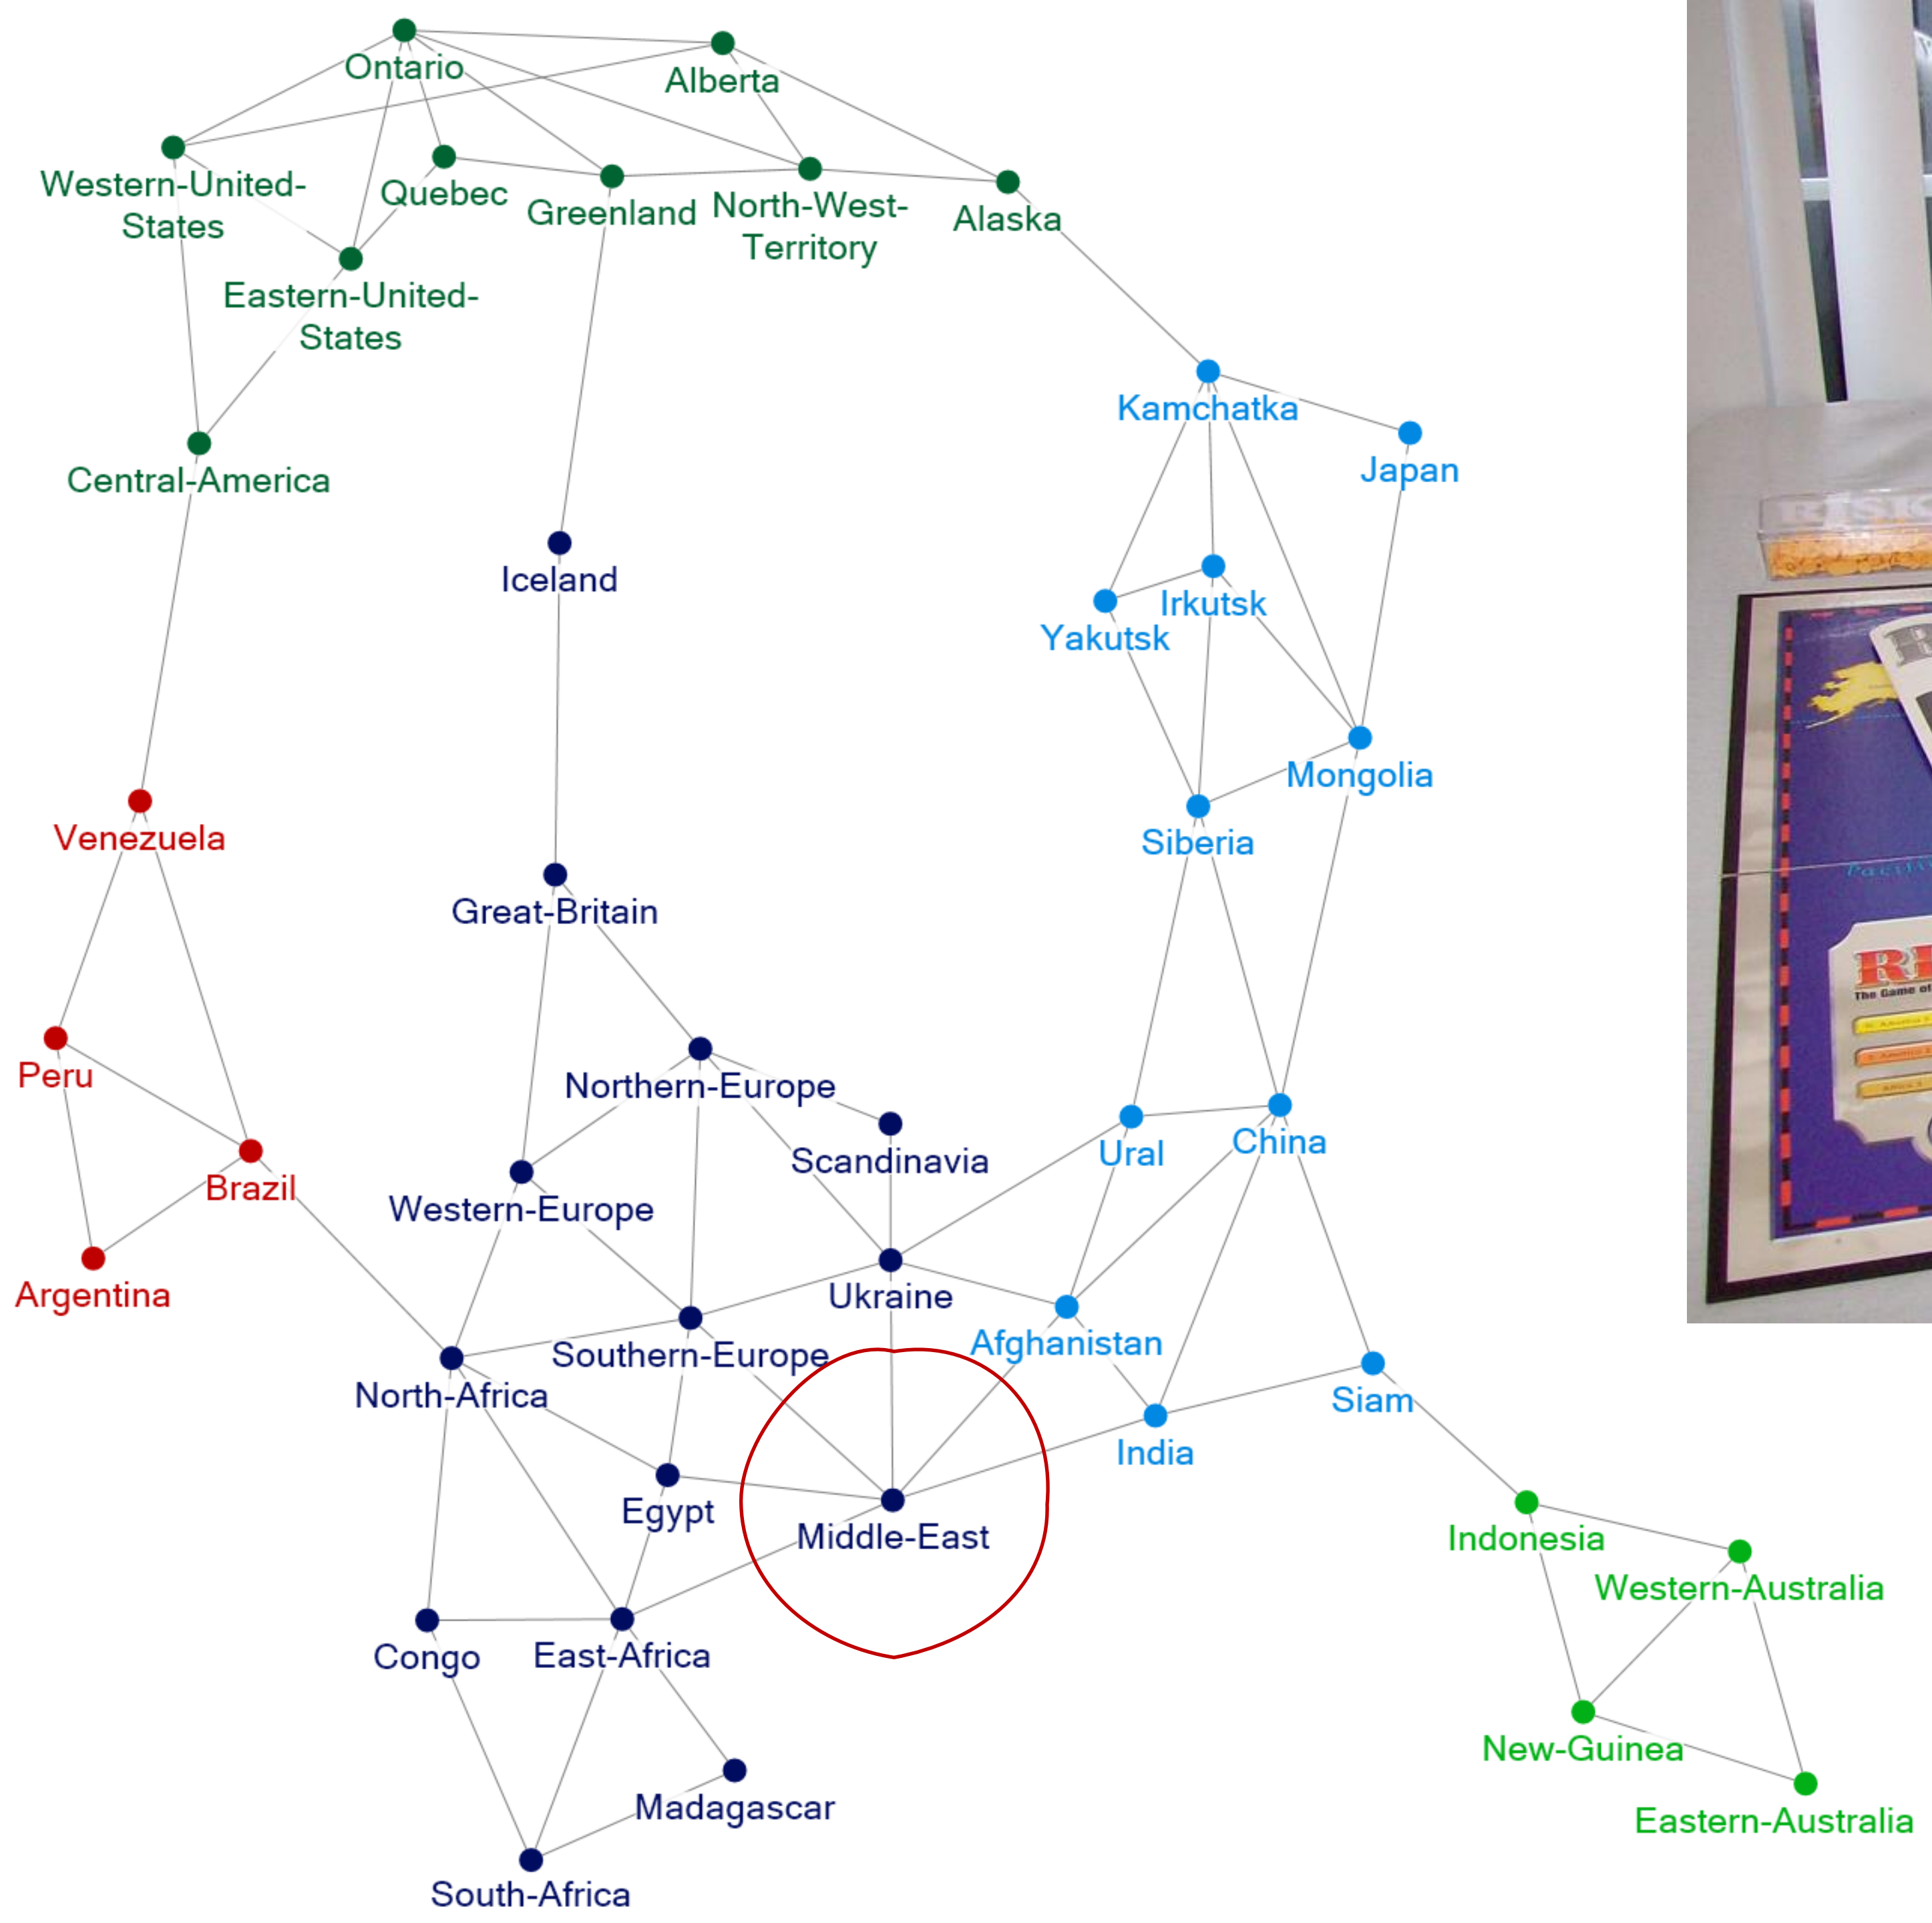 Ontario
Alberta
Western-United-
States
Quebec
Greenland
North-West-
Territory
Alaska
Eastern-United-
States
Kamchatka
Central-America
Japan
Iceland
Irkutsk
Yakutsk
RISK
Mongolia
Venezuela
Siberia
Great-Britain
Pacifi
Peru
Northern-Europe
RI
The Game of
Ural
China
Scandinavia
Brazil
Western-Europe
Argentina
Ukraine
Afghanistan
Southern-Europe
North-Africa
Siam
India
Egypt
Middle-East
Indonesia
Western-Australia
Congo
East-Africa
New-Guinea
Madagascar
Eastern-Australia
South-Africa